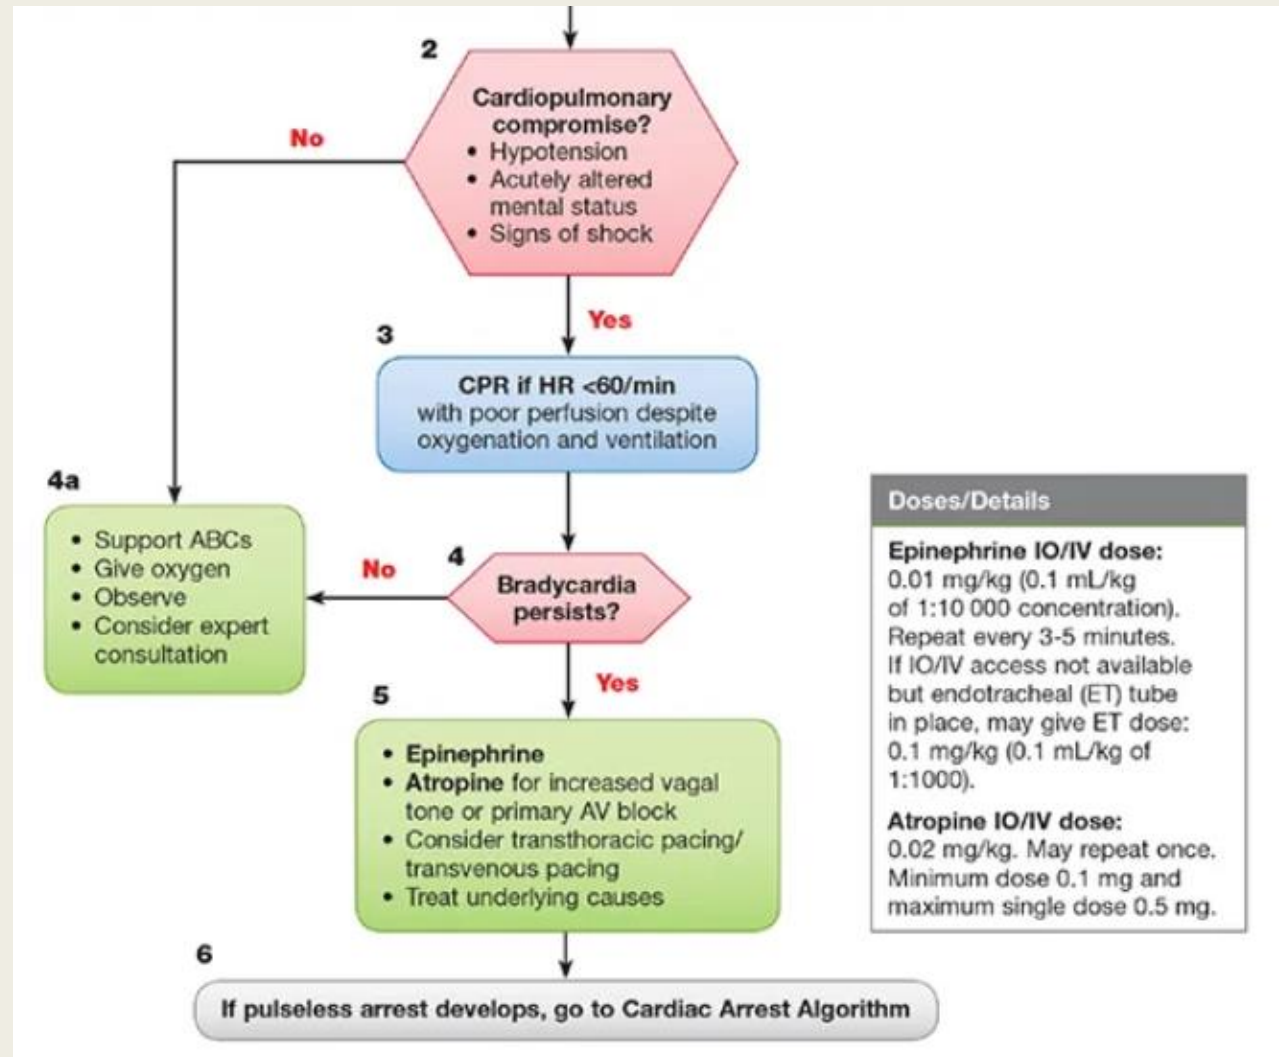 2
Cardiopulmonary
compromise?
• Hypotension
• Acutely altered
mental status
• Signs of shock
No
Yes
3
CPR if HR <60/min
with poor perfusion despite
oxygenation and ventilation
4a
• Support ABCs
• Give oxygen
• Observe
• Consider expert
consultation
No
4
Bradycardia
persists?
Yes
5
• Epinephrine
• Atropine for increased vagal
tone or primary AV block
• Consider transthoracic pacing/
transvenous pacing
• Treat underlying causes
6
If pulseless arrest develops, go to Cardiac Arrest Algorithm
Doses/Details
Epinephrine IO/IV dose:
0.01 mg/kg (0.1 mL/kg
of 1:10 000 concentration).
Repeat every 3-5 minutes.
If IO/IV access not available
but endotracheal (ET) tube
in place, may give ET dose:
0.1 mg/kg (0.1 mL/kg of
1:1000).
Atropine IO/IV dose:
0.02 mg/kg. May repeat once.
Minimum dose 0.1 mg and
maximum single dose 0.5 mg.